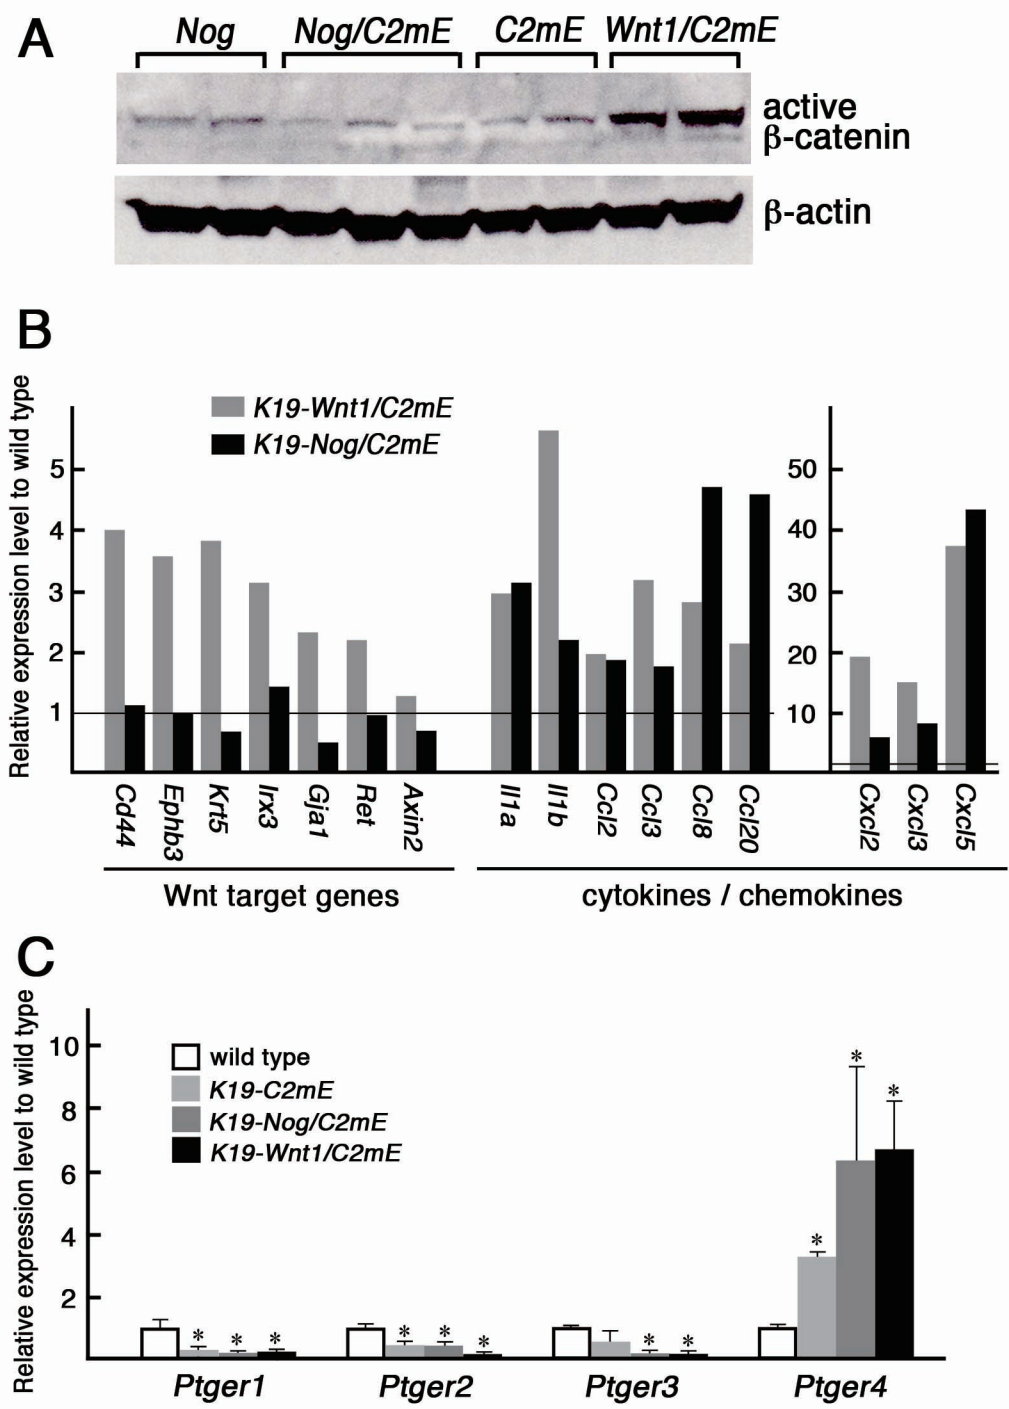 A
Nog Nog/C2mE C2mE Wnt1/C2mE
active
β-catenin
β-actin
B
Relative expression level to wild type
K19-Wnt1/C2mE
K19-Nog/C2mE
5
4
3
2
1
50
40
30
20
10
Cd44 Ephb3 Krt5 Irx3 Gja1 Ret Axin2 Il1a Il1b Ccl2 Ccl3 Ccl8 Ccl20 Cxcl2 Cxcl3 Cxcl5
Wnt target genes cytokines / chemokines
C
Relative expression level to wild type
wild type
K19-C2mE
K19-Nog/C2mE
K19-Wnt1/C2mE
10
8
6
4
2
* * * * * * * * * * *
Ptger1 Ptger2 Ptger3 Ptger4